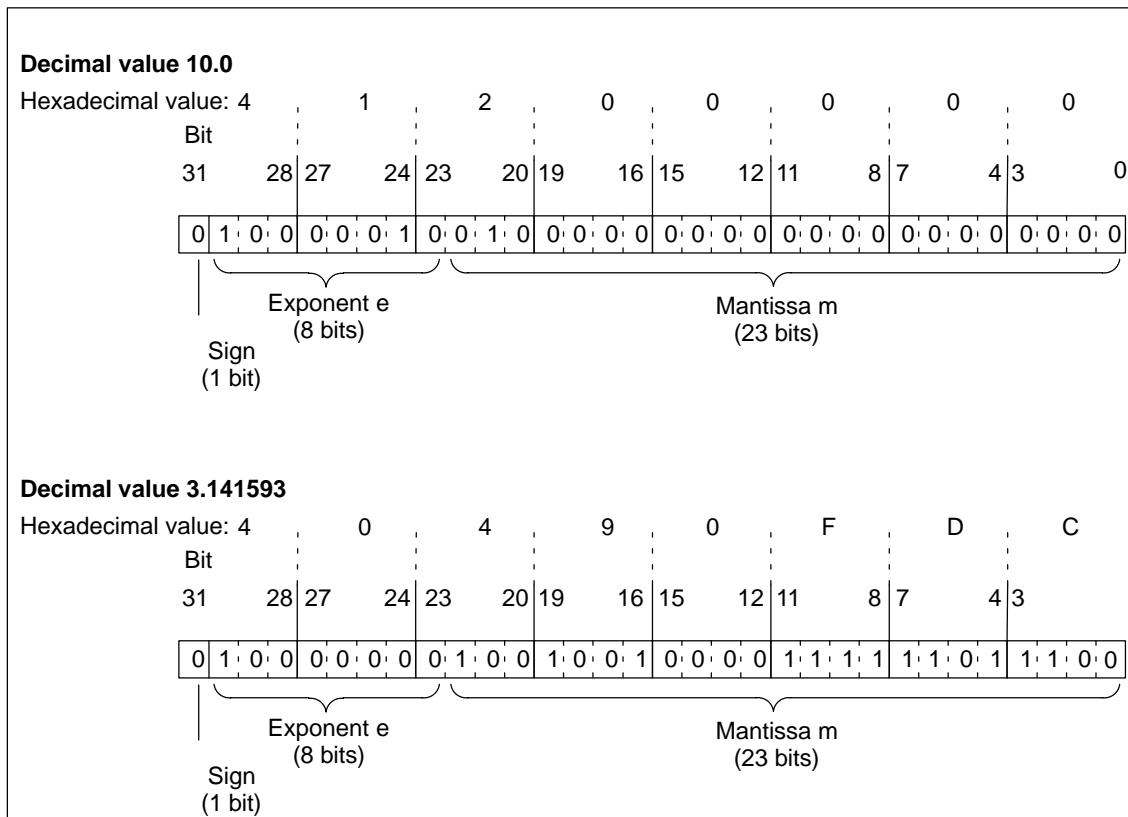 Decimal value 10.0
Hexadecimal value: 4 1 2 0 0 0 0 0
Bit
31 28 27 24 23 20 19 16 15 12 11 8 7 4 3 0
0 1 0 0 0 0 0 1 0 0 1 0 0 0 0 0 0 0 0 0 0 0 0 0 0 0 0 0 0 0 0 0
Exponent e Mantissa m
(8 bits) (23 bits)
Sign
(1 bit)
Decimal value 3.141593
Hexadecimal value: 4 0 4 9 0 F D C
Bit
31 28 27 24 23 20 19 16 15 12 11 8 7 4 3
0 1 0 0 0 0 0 0 0 1 0 0 1 0 0 1 0 0 0 0 1 1 1 1 1 1 0 1 1 1 0 0
Exponent e Mantissa m
(8 bits) (23 bits)
Sign
(1 bit)